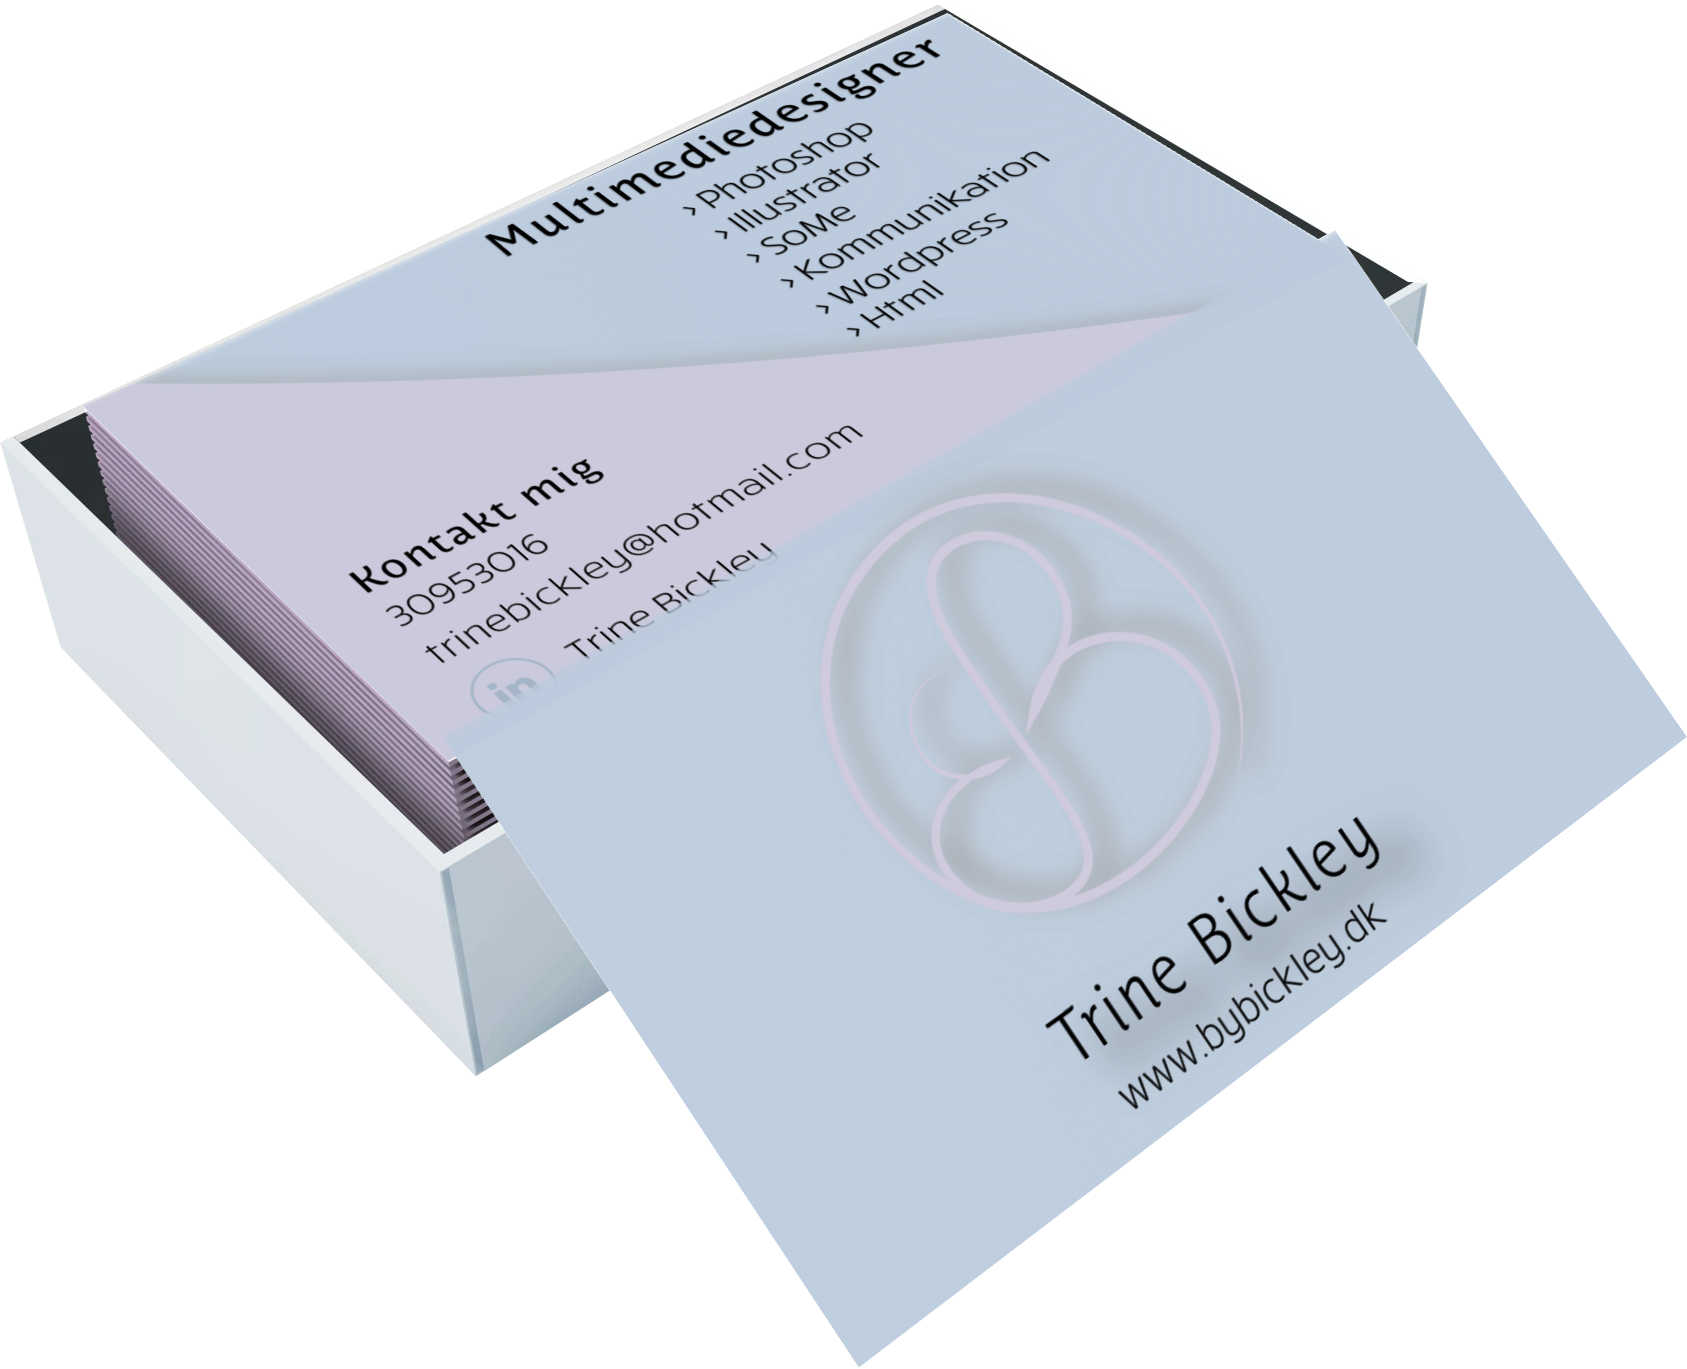 Multimediedesigner
› Photoshop
› Illustrator
› SoMe
› Kommunikation
› Wordpress
› Html
Kontakt mig
30953016
trinebickley@hotmail.com
in Trine Bickley
Trine Bickley
www.bybickley.dk